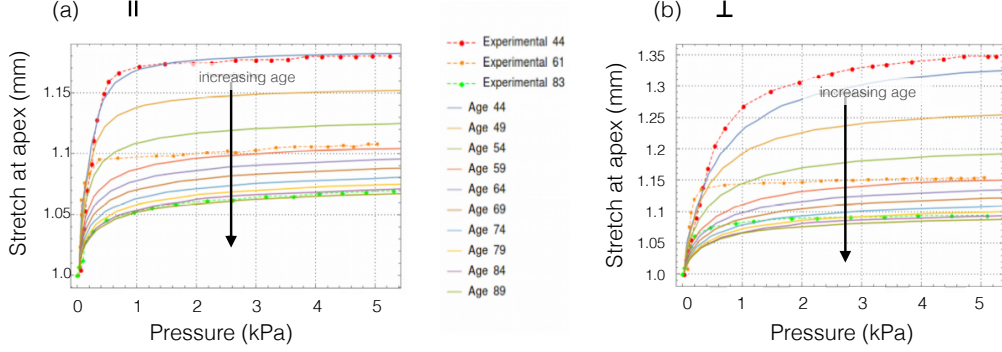 (a) ||
Stretch at apex (mm)
1.15
1.1
1.05
1.0
increasing age
0 1 2 3 4 5
Pressure (kPa)
Experimental 44
Experimental 61
Experimental 83
Age 44
Age 49
Age 54
Age 59
Age 64
Age 69
Age 74
Age 79
Age 84
Age 89
(b) ⊥
Stretch at apex (mm)
1.35
1.3
1.25
1.2
1.15
1.1
1.05
1.0
increasing age
0 1 2 3 4 5
Pressure (kPa)